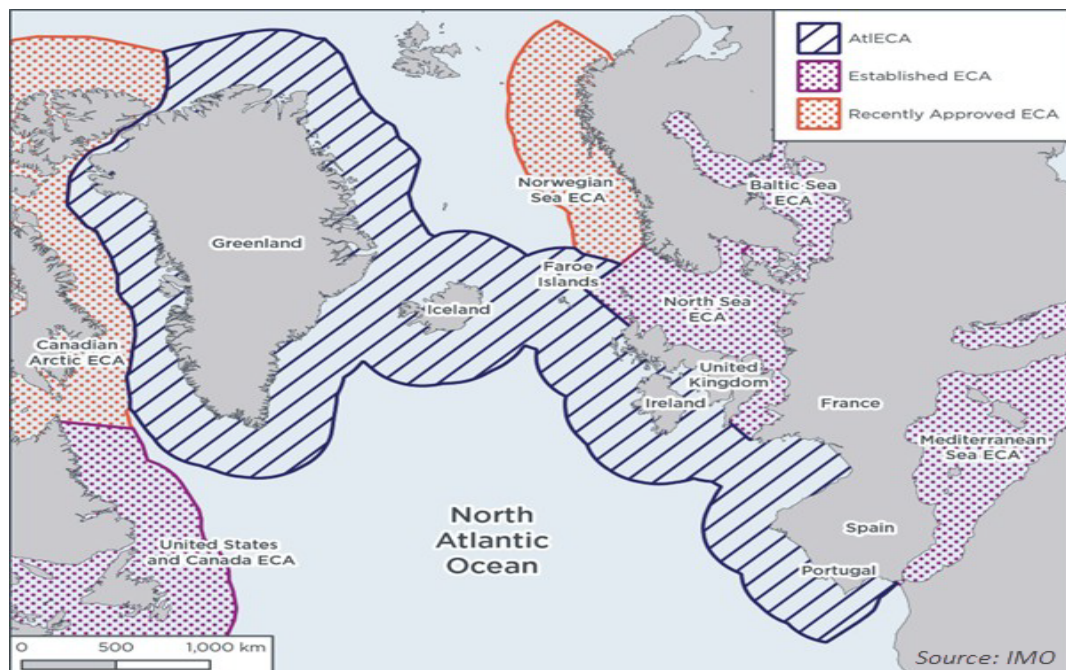 AtlECA
Established ECA
Recently Approved ECA
Norwegian
Sea ECA
Baltic Sea
ECA
Greenland
Faroe
Islands
Iceland
North Sea
ECA
Canadian
Arctic ECA
United
Kingdom
Ireland
France
Mediterranean
Sea ECA
North
Atlantic
Ocean
Spain
United States
and Canada ECA
Portugal
0 500 1,000 km
Source: IMO